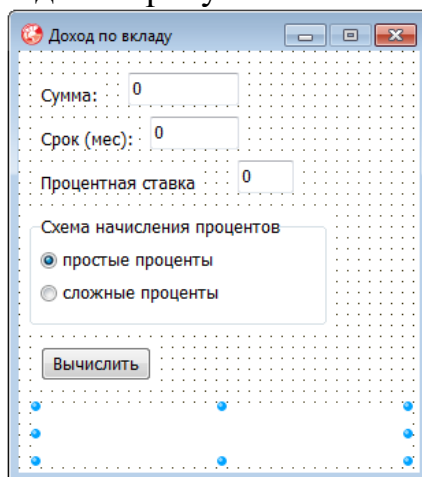 Доход по вкладу
Сумма: 0
Срок (мес): 0
Процентная ставка 0
Схема начисления процентов
простые проценты
сложные проценты
Вычислить